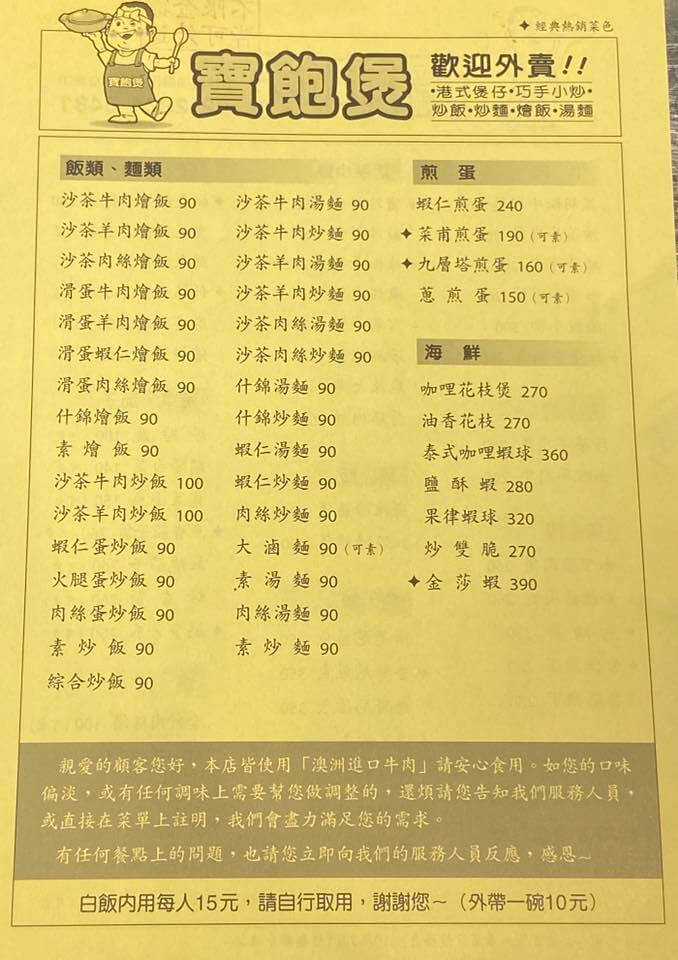 ✦ 經典熱銷菜色
寶飽煲
寶飽煲
歡迎外賣!!
•港式煲仔•巧手小炒•
炒飯•炒麵•燴飯•湯麵
飯類、麵類
沙茶牛肉燴飯 90
沙茶羊肉燴飯 90
沙茶肉絲燴飯 90
滑蛋牛肉燴飯 90
滑蛋羊肉燴飯 90
滑蛋蝦仁燴飯 90
滑蛋肉絲燴飯 90
什錦燴飯 90
素燴飯 90
沙茶牛肉炒飯 100
沙茶羊肉炒飯 100
蝦仁蛋炒飯 90
火腿蛋炒飯 90
肉絲蛋炒飯 90
素炒飯 90
綜合炒飯 90
沙茶牛肉湯麵 90
沙茶牛肉炒麵 90
沙茶羊肉湯麵 90
沙茶羊肉炒麵 90
沙茶肉絲湯麵 90
沙茶肉絲炒麵 90
什錦湯麵 90
什錦炒麵 90
蝦仁湯麵 90
蝦仁炒麵 90
肉絲炒麵 90
大滷麵 90（可素）
素湯麵 90
肉絲湯麵 90
素炒麵 90
煎蛋
蝦仁煎蛋 240
✦菜甫煎蛋 190（可素）
✦九層塔煎蛋 160（可素）
蔥煎蛋 150（可素）
海鮮
咖哩花枝煲 270
油香花枝 270
泰式咖哩蝦球 360
鹽酥蝦 280
果律蝦球 320
炒雙脆 270
✦金莎蝦 390
親愛的顧客您好，本店皆使用「澳洲進口牛肉」請安心食用。如您的口味
偏淡，或有任何調味上需要幫您做調整的，還煩請您告知我們服務人員，
或直接在菜單上註明，我們會盡力滿足您的需求。
有任何餐點上的問題，也請您立即向我們的服務人員反應，感恩~
白飯內用每人15元，請自行取用，謝謝您~（外帶一碗10元）